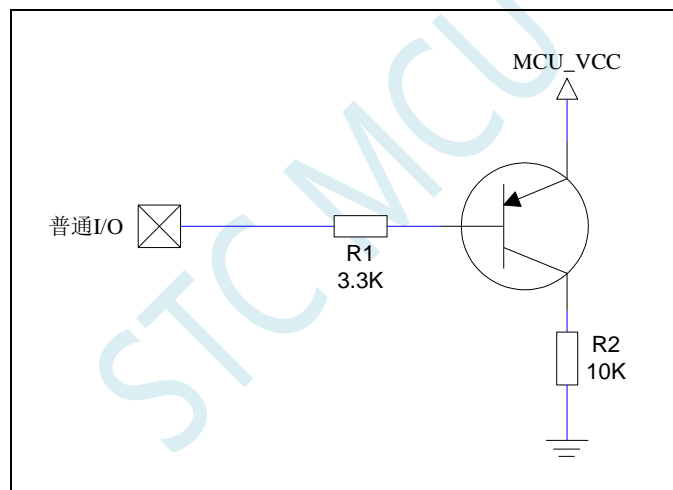 MCU_VCC
普通I/O
R1
3.3K
R2
10K
STC MCU